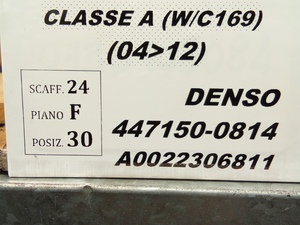 CLASSE A (W/C169)
(04>12)
SCAFF. 24
PIANO F
POSIZ. 30
DENSO
447150-0814
A0022306811